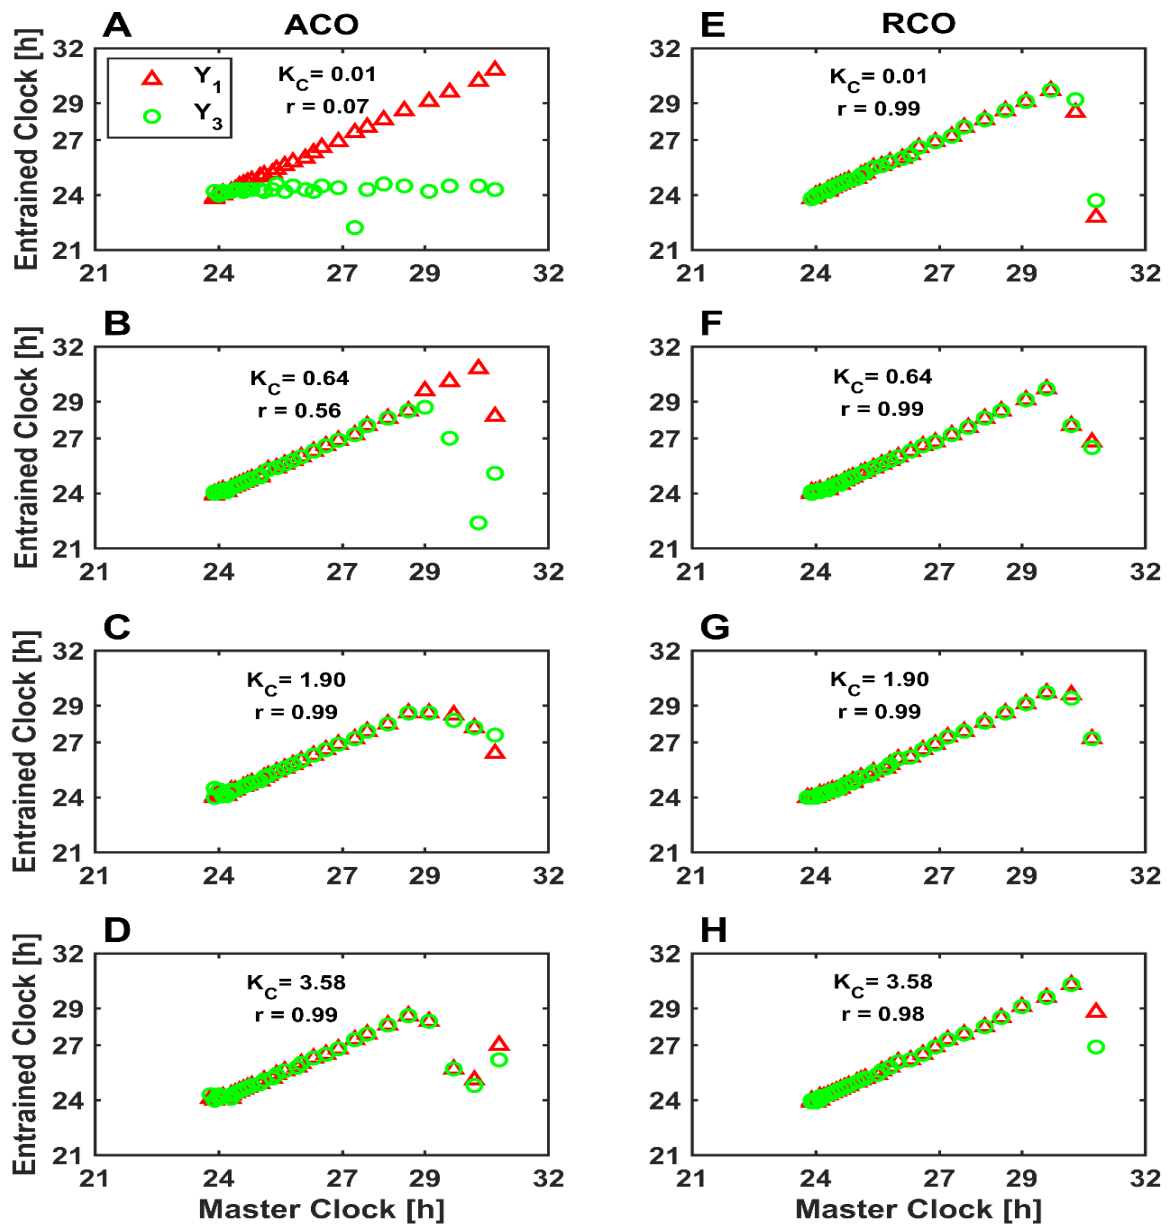 A
ACO
Entrained Clock [h]
32
29
27
24
21
Y1
Y3
KC= 0.01
r = 0.07
21
24
27
29
32
E
RCO
32
29
27
24
21
KC= 0.01
r = 0.99
21
24
27
29
32
B
Entrained Clock [h]
32
29
27
24
21
KC= 0.64
r = 0.56
21
24
27
29
32
F
32
29
27
24
21
KC= 0.64
r = 0.99
21
24
27
29
32
C
Entrained Clock [h]
32
29
27
24
21
KC= 1.90
r = 0.99
21
24
27
29
32
G
32
29
27
24
21
KC= 1.90
r = 0.99
21
24
27
29
32
D
Entrained Clock [h]
32
29
27
24
21
KC= 3.58
r = 0.99
21
24
27
29
32
Master Clock [h]
H
32
29
27
24
21
KC= 3.58
r = 0.98
21
24
27
29
32
Master Clock [h]